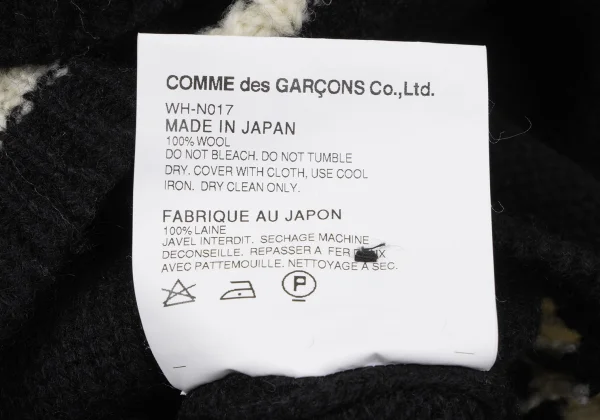 COMME des GARÇONS Co.,Ltd.
WH-N017
MADE IN JAPAN
100% WOOL
DO NOT BLEACH. DO NOT TUMBLE
DRY. COVER WITH CLOTH, USE COOL
IRON. DRY CLEAN ONLY.
FABRIQUE AU JAPON
100% LAINE
JAVEL INTERDIT. SECHAGE MACHINE
DECONSEILLE. REPASSER A FER
AVEC PATTEMOUILLE. NETTOYAGE A SEC.
P